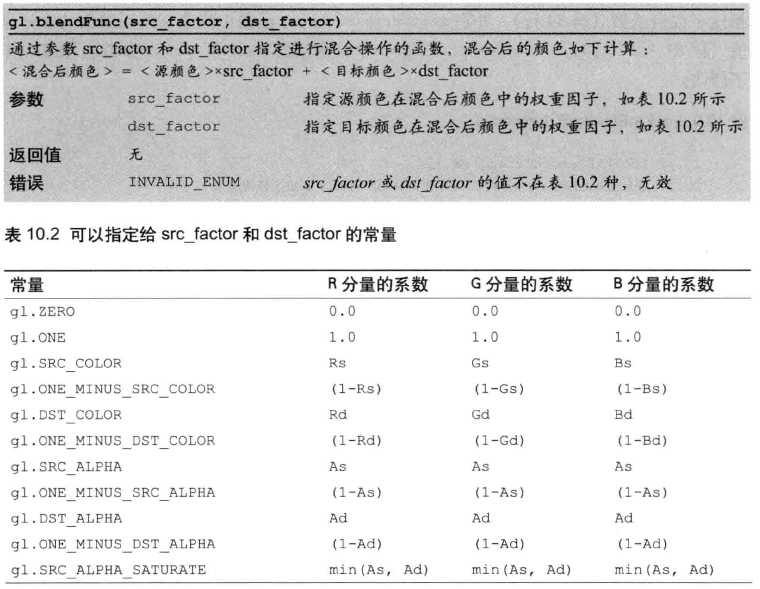 gl.blendFunc(src_factor, dst_factor)
通过参数 src_factor 和 dst_factor 指定进行混合操作的函数，混合后的颜色如下计算：
<混合后颜色> = <源颜色>×src_factor + <目标颜色>×dst_factor
参数 src_factor 指定源颜色在混合后颜色中的权重因子，如表 10.2 所示
dst_factor 指定目标颜色在混合后颜色中的权重因子，如表 10.2 所示
返回值 无
错误 INVALID_ENUM src_factor 或 dst_factor 的值不在表 10.2 种，无效
表 10.2 可以指定给 src_factor 和 dst_factor 的常量
常量 R 分量的系数 G 分量的系数 B 分量的系数
gl.ZERO 0.0 0.0 0.0
gl.ONE 1.0 1.0 1.0
gl.SRC_COLOR Rs Gs Bs
gl.ONE_MINUS_SRC_COLOR (1-Rs) (1-Gs) (1-Bs)
gl.DST_COLOR Rd Gd Bd
gl.ONE_MINUS_DST_COLOR (1-Rd) (1-Gd) (1-Bd)
gl.SRC_ALPHA As As As
gl.ONE_MINUS_SRC_ALPHA (1-As) (1-As) (1-As)
gl.DST_ALPHA Ad Ad Ad
gl.ONE_MINUS_DST_ALPHA (1-Ad) (1-Ad) (1-Ad)
gl.SRC_ALPHA_SATURATE min(As, Ad) min(As, Ad) min(As, Ad)